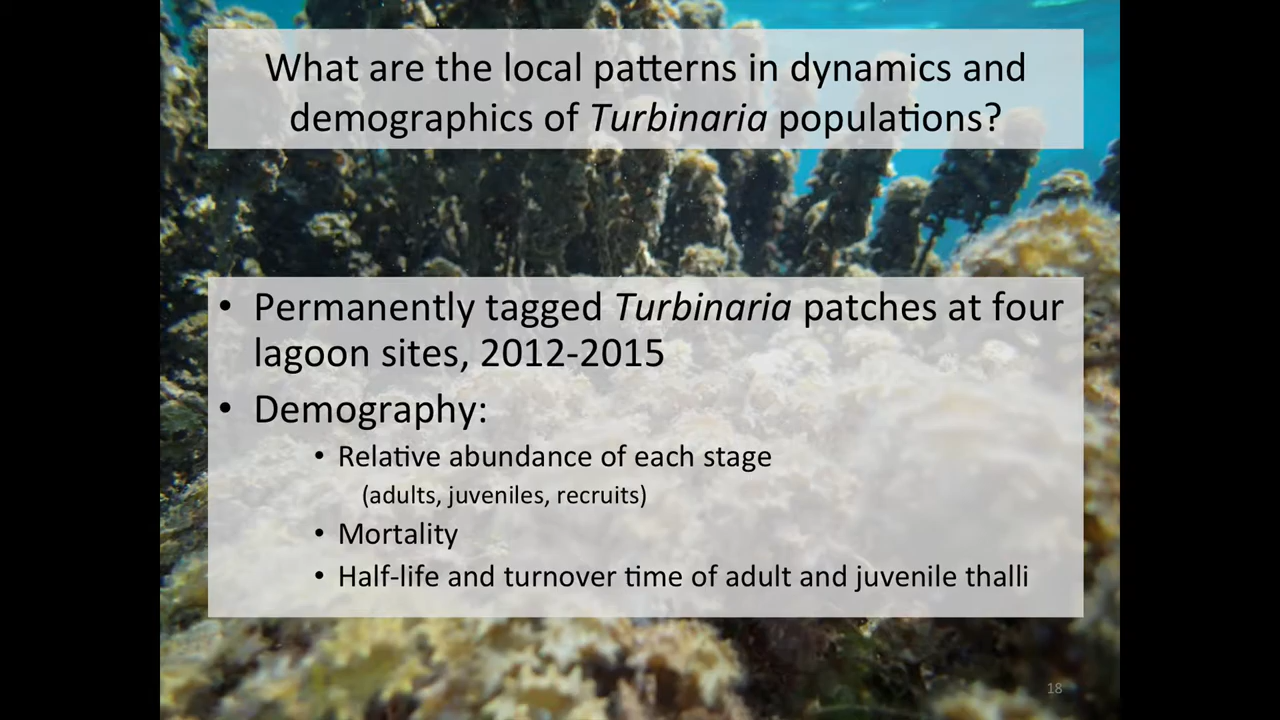 What are the local patterns in dynamics and
demographics of Turbinaria populations?
• Permanently tagged Turbinaria patches at four
lagoon sites, 2012-2015
• Demography:
• Relative abundance of each stage
(adults, juveniles, recruits)
• Mortality
• Half-life and turnover time of adult and juvenile thalli
18